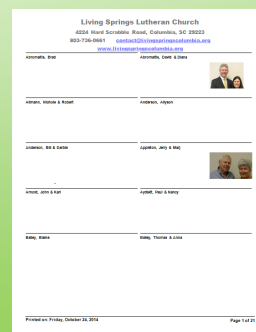 Living Springs Lutheran Church
4224 Hard Scrabble Road, Columbia, SC 29223
803-736-0661 contact@livingspringscolumbia.org
www.livingspringscolumbia.org
Abromaitis, Brad Abromaitis, David & Diana
Altmann, Michele & Robert Anderson, Allyson
Anderson, Bill & Debbie Appleton, Jerry & Marj
Arnold, John & Kari Aydlett, Paul & Nancy
Bailey, Blaine Bailey, Thomas & Anna
Printed on: Friday, October 24, 2014 Page 1 of 21